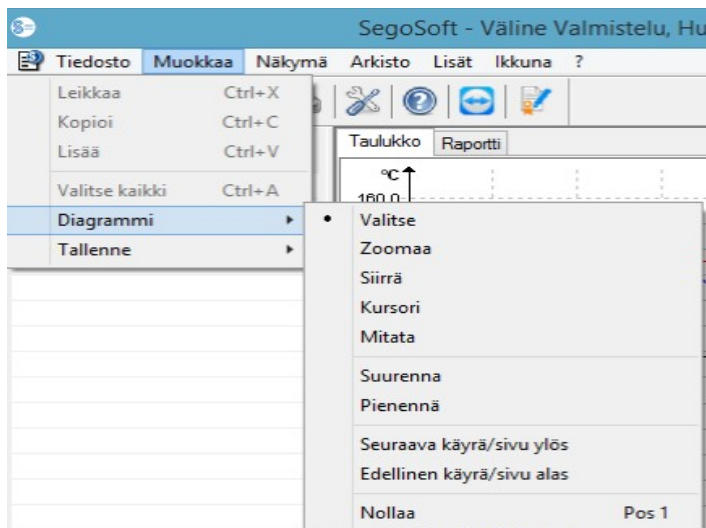 SegoSoft - Väline Valmistelu, Hu
Tiedosto Muokkaa Näkymä Arkisto Lisät Ikkuna ?
Leikkaa Ctrl+X
Kopioi Ctrl+C
Lisää Ctrl+V
Valitse kaikki Ctrl+A
Diagrammi
Tallenne
Taulukko Raportti
°C
160.0
Valitse
Zoomaa
Siirrä
Kursori
Mitata
Suurenna
Pienennä
Seuraava käyrä/sivu ylös
Edellinen käyrä/sivu alas
Nollaa Pos 1